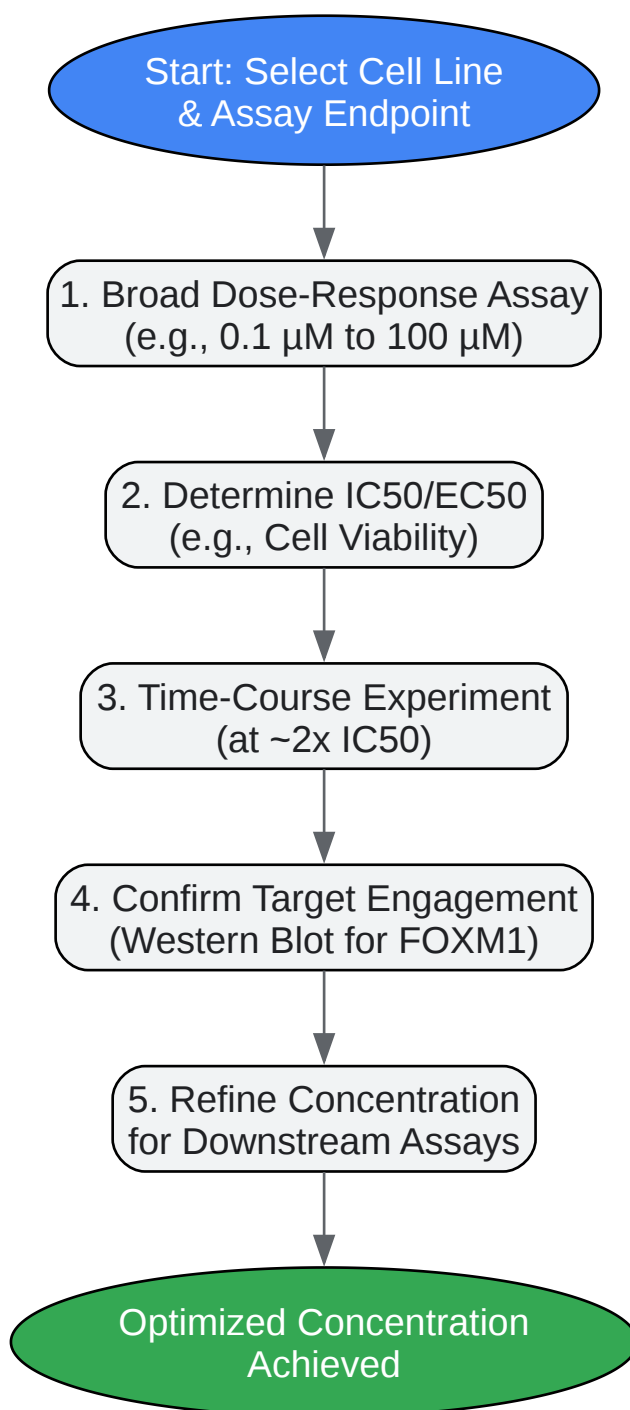 Start: Select Cell Line
& Assay Endpoint
1. Broad Dose-Response Assay
(e.g., 0.1 µM to 100 µM)
2. Determine IC50/EC50
(e.g., Cell Viability)
3. Time-Course Experiment
(at ~2x IC50)
4. Confirm Target Engagement
(Western Blot for FOXM1)
5. Refine Concentration
for Downstream Assays
Optimized Concentration
Achieved